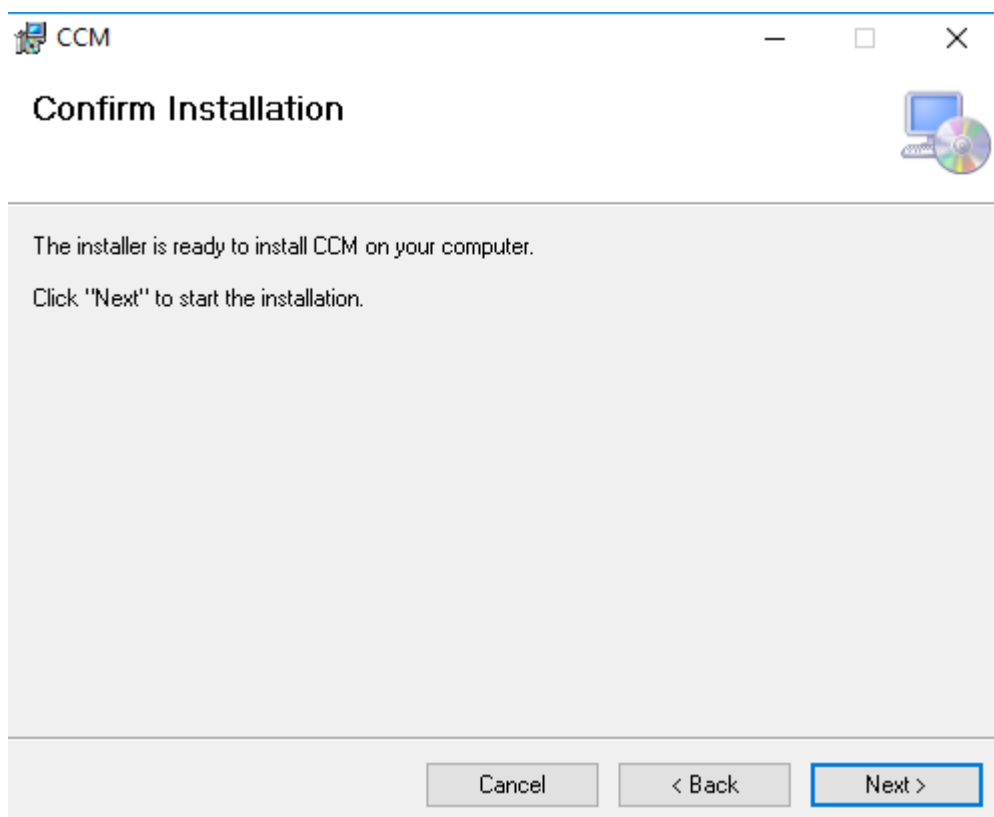 CCM
Confirm Installation
The installer is ready to install CCM on your computer.
Click "Next" to start the installation.
Cancel
< Back
Next >